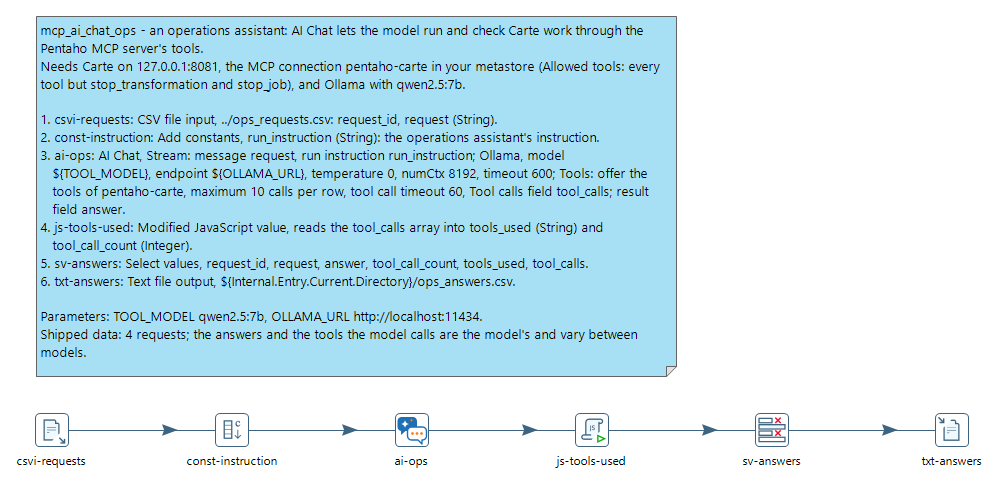 mcp_ai_chat_ops - an operations assistant: AI Chat lets the model run and check Carte work through the
Pentaho MCP server's tools.
Needs Carte on 127.0.0.1:8081, the MCP connection pentaho-carte in your metastore (Allowed tools: every
tool but stop_transformation and stop_job), and Ollama with qwen2.5:7b.
1. csvi-requests: CSV file input, ../ops_requests.csv: request_id, request (String).
2. const-instruction: Add constants, run_instruction (String): the operations assistant's instruction.
3. ai-ops: AI Chat, Stream: message request, run instruction run_instruction; Ollama, model
${TOOL_MODEL}, endpoint ${OLLAMA_URL}, temperature 0, numCtx 8192, timeout 600; Tools: offer the
tools of pentaho-carte, maximum 10 calls per row, tool call timeout 60, Tool calls field tool_calls; result
field answer.
4. js-tools-used: Modified JavaScript value, reads the tool_calls array into tools_used (String) and
tool_call_count (Integer).
5. sv-answers: Select values, request_id, request, answer, tool_call_count, tools_used, tool_calls.
6. txt-answers: Text file output, ${Internal.Entry.Current.Directory}/ops_answers.csv.
Parameters: TOOL_MODEL qwen2.5:7b, OLLAMA_URL http://localhost:11434.
Shipped data: 4 requests; the answers and the tools the model calls are the model's and vary between
models.
csvi-requests
const-instruction
ai-ops
js-tools-used
sv-answers
txt-answers